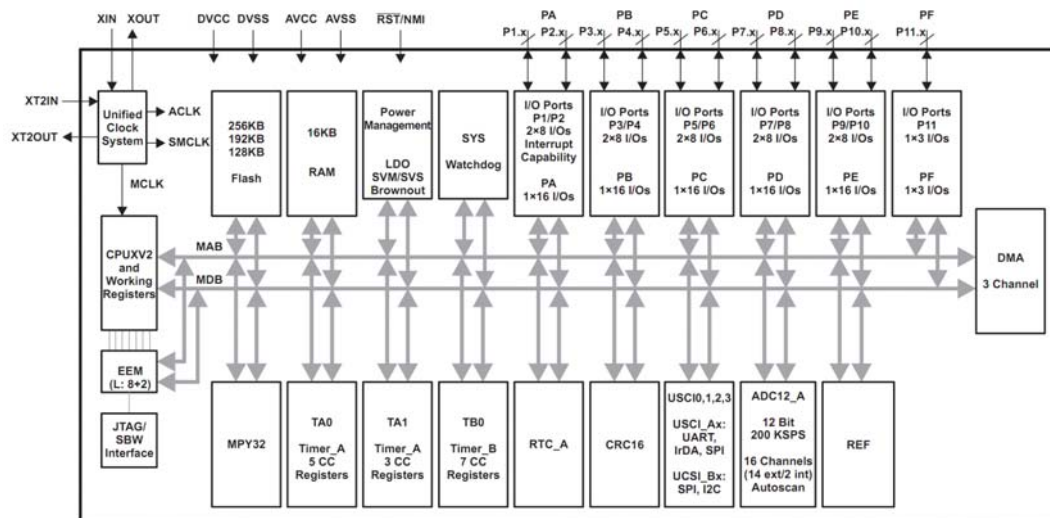 XIN XOUT DVCC DVSS AVCC AVSS RST/NMI PA PB PC PD PE PF
P1.x P2.x P3.x P4.x P5.x P6.x P7.x P8.x P9.x P10.x P11.x
XT2IN
XT2OUT
Unified
Clock
System
ACLK
SMCLK
MCLK
256KB
192KB
128KB
Flash
16KB
RAM
Power
Management
LDO
SVM/SVS
Brownout
SYS
Watchdog
I/O Ports
P1/P2
2×8 I/Os
Interrupt
Capability
PA
1×16 I/Os
I/O Ports
P3/P4
2×8 I/Os
PB
1×16 I/Os
I/O Ports
P5/P6
2×8 I/Os
PC
1×16 I/Os
I/O Ports
P7/P8
2×8 I/Os
PD
1×16 I/Os
I/O Ports
P9/P10
2×8 I/Os
PE
1×16 I/Os
I/O Ports
P11
1×3 I/Os
PF
1×3 I/Os
CPUXV2
and
Working
Registers
MAB
MDB
DMA
3 Channel
EEM
(L: 8+2)
JTAG/
SBW
Interface
MPY32
TA0
Timer_A
5 CC
Registers
TA1
Timer_A
3 CC
Registers
TB0
Timer_B
7 CC
Registers
RTC_A
CRC16
USCI0,1,2,3
USCI_Ax:
UART,
IrDA, SPI
UCSI_Bx:
SPI, I2C
ADC12_A
12 Bit
200 KSPS
16 Channels
(14 ext/2 int)
Autoscan
REF